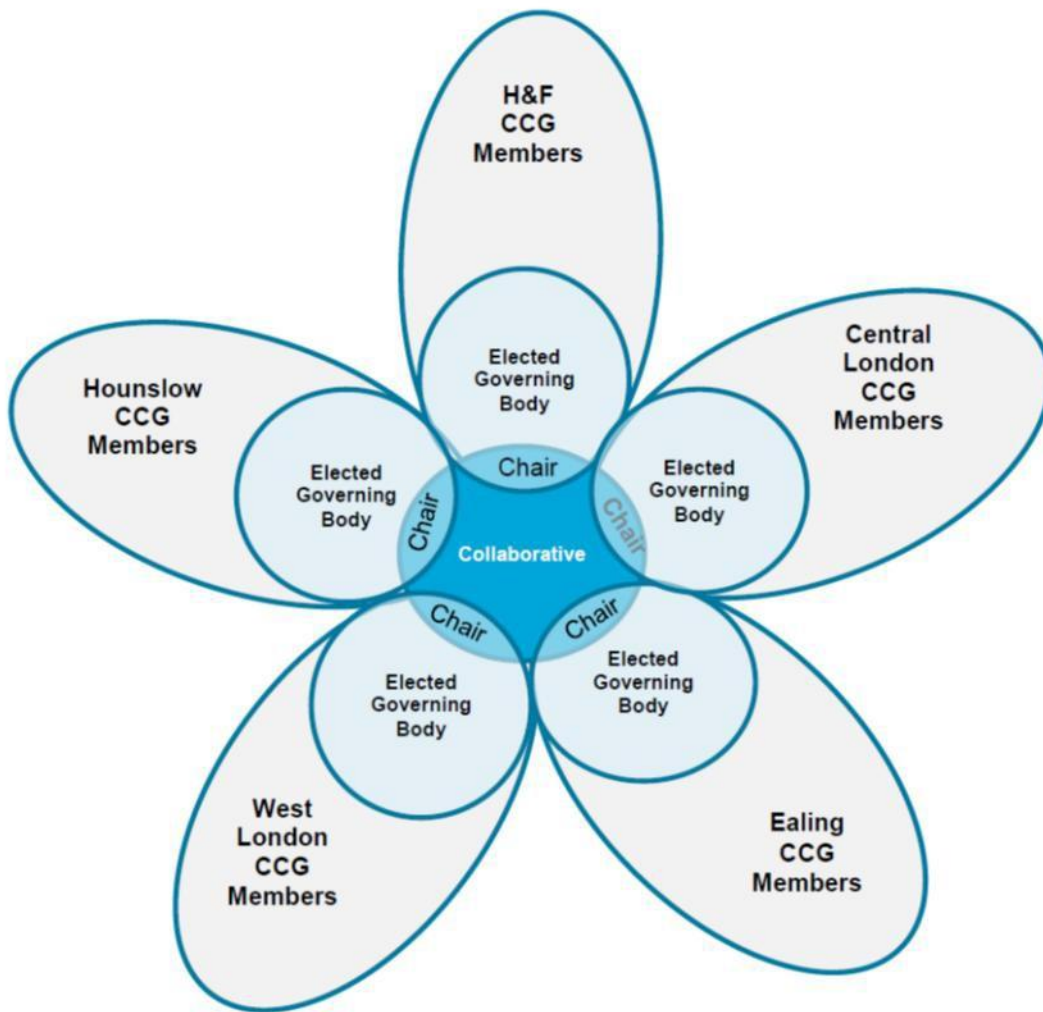 H&F
CCG
Members
Elected
Governing
Body
Chair
Central
London
CCG
Members
Elected
Governing
Body
Chair
Hounslow
CCG
Members
Elected
Governing
Body
Chair
Collaborative
Chair
Elected
Governing
Body
West
London
CCG
Members
Chair
Elected
Governing
Body
Ealing
CCG
Members